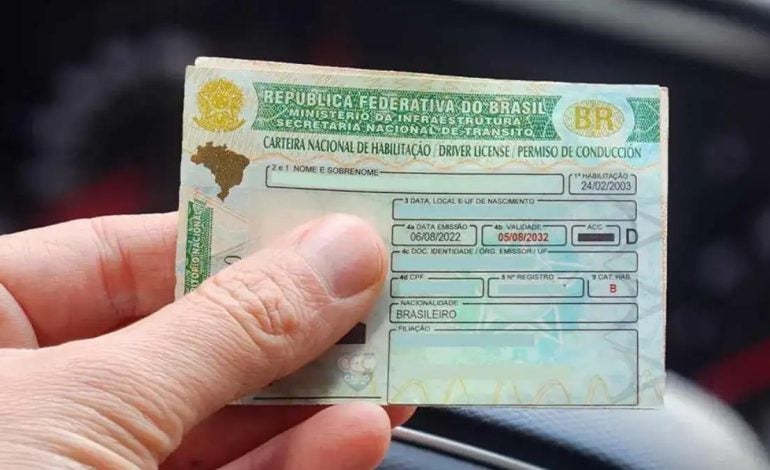 REPÚBLICA FEDERATIVA DO BRASIL
MINISTÉRIO DA INFRAESTRUTURA
SECRETARIA NACIONAL DE TRÂNSITO
BR
CARTEIRA NACIONAL DE HABILITAÇÃO / DRIVER LICENSE / PERMISO DE CONDUCCIÓN
2 e 1 NOME E SOBRENOME
1ª HABILITAÇÃO
24/02/2003
3 DATA, LOCAL E UF DE NASCIMENTO
4a DATA EMISSÃO
06/08/2022
4b VALIDADE
05/08/2032
ACC
D
4c DOC. IDENTIDADE / ÓRG. EMISSOR / UF
4d CPF
5 Nº REGISTRO
9 CAT. HAB.
B
NACIONALIDADE
BRASILEIRO
FILIAÇÃO
NACIONAL